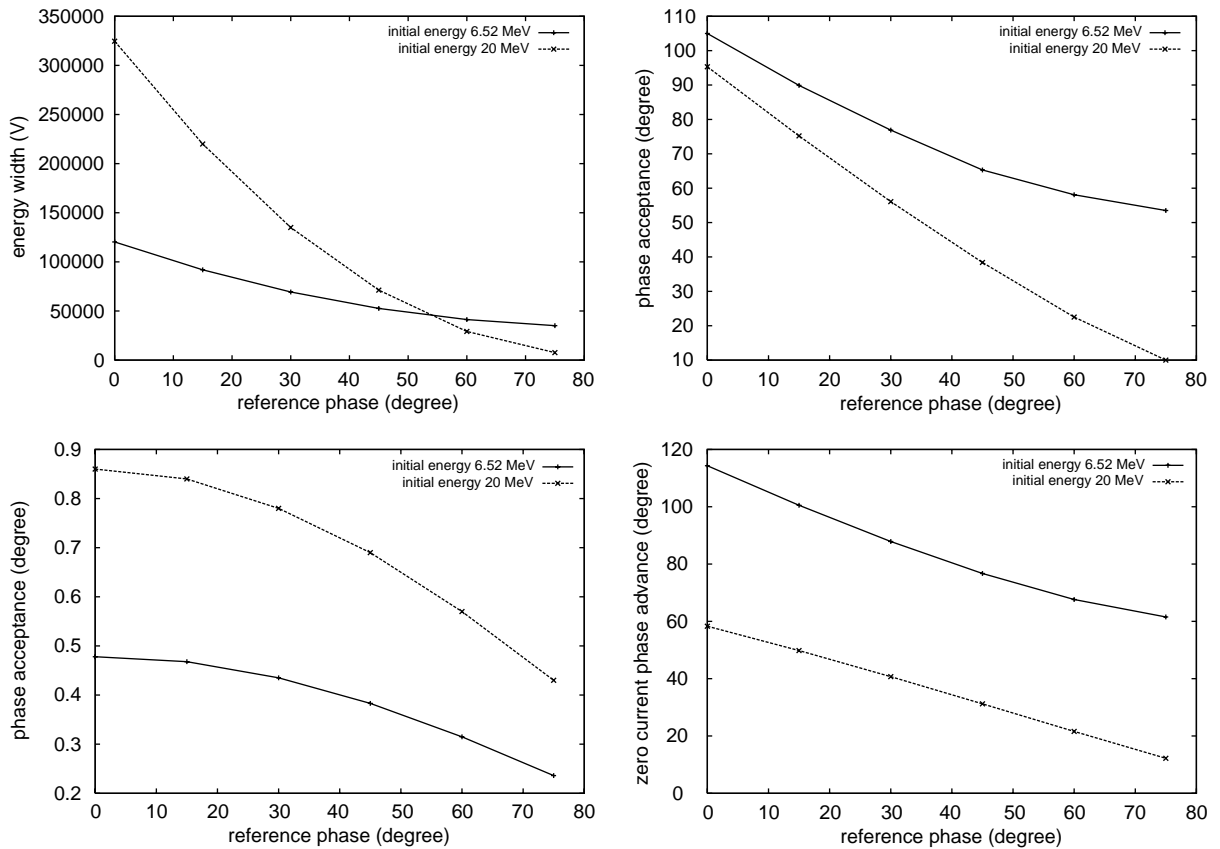 350000
300000
250000
200000
150000
100000
50000
0
energy width (V)
initial energy 6.52 MeV
initial energy 20 MeV
0 10 20 30 40 50 60 70 80
reference phase (degree)
110
100
90
80
70
60
50
40
30
20
10
phase acceptance (degree)
initial energy 6.52 MeV
initial energy 20 MeV
0 10 20 30 40 50 60 70 80
reference phase (degree)
0.9
0.8
0.7
0.6
0.5
0.4
0.3
0.2
phase acceptance (degree)
initial energy 6.52 MeV
initial energy 20 MeV
0 10 20 30 40 50 60 70 80
reference phase (degree)
120
100
80
60
40
20
0
zero current phase advance (degree)
initial energy 6.52 MeV
initial energy 20 MeV
0 10 20 30 40 50 60 70 80
reference phase (degree)